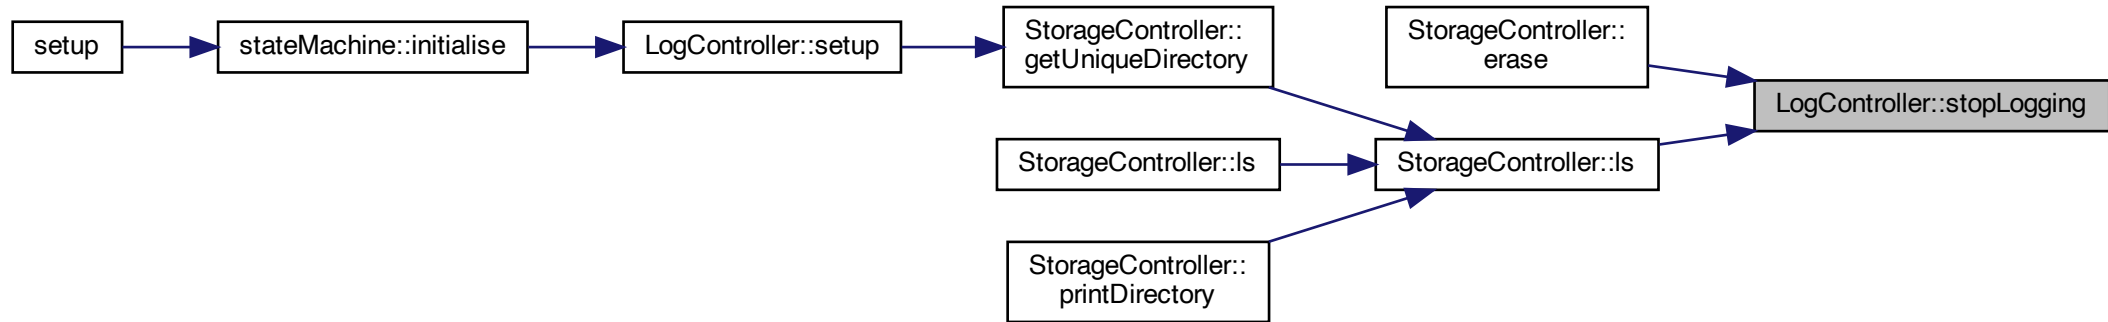 setup
stateMachine::initialise
LogController::setup
StorageController::
getUniqueDirectory
StorageController::
erase
LogController::stopLogging
StorageController::ls
StorageController::ls
StorageController::
printDirectory